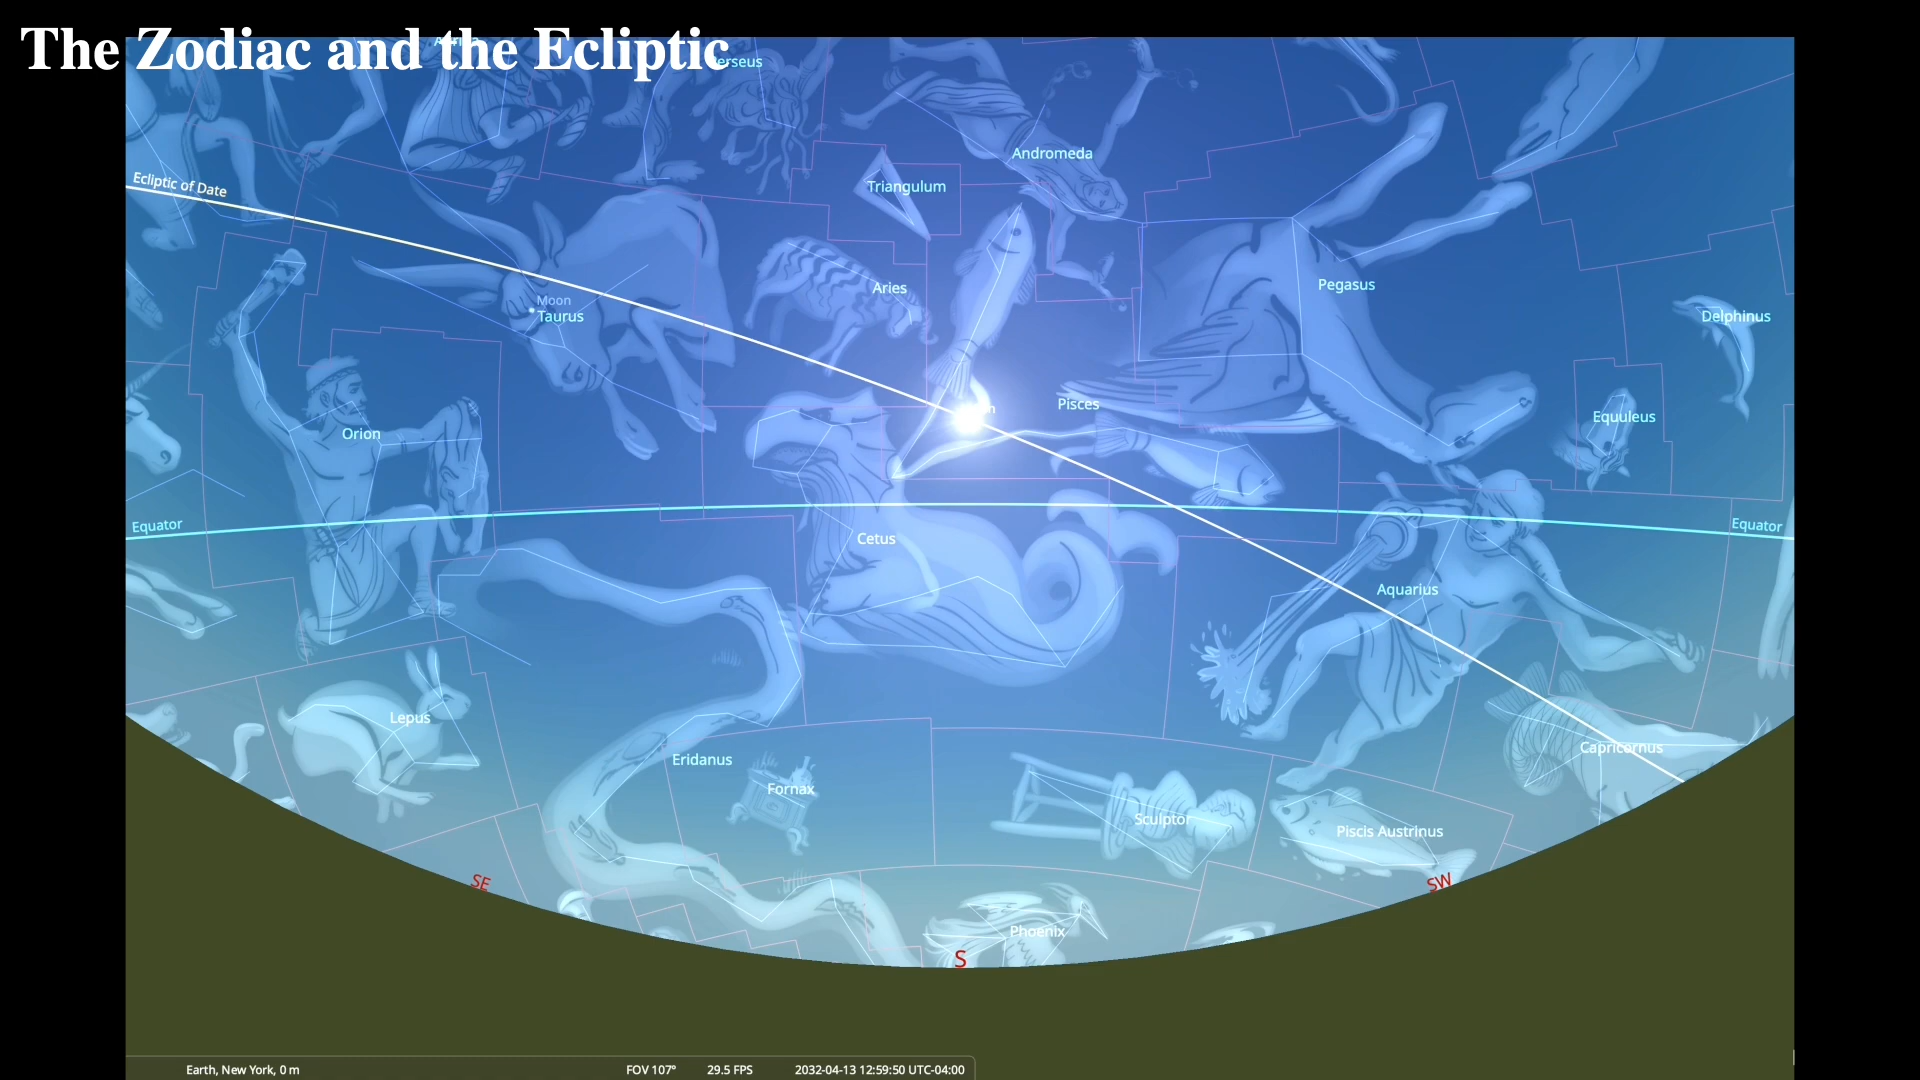 The Zodiac and the Ecliptic
Andromeda
Ecliptic of Date
Triangulum
Aries
Pegasus
Moon
Taurus
Delphinus
Pisces
Equuleus
Orion
Equator
Equator
Cetus
Aquarius
Lepus
Capricornus
Eridanus
Fornax
Sculptor
Piscis Austrinus
SE
SW
Phoenix
S
Earth, New York, 0 m
FOV 107°
29.5 FPS
2032-04-13 12:59:50 UTC-04:00